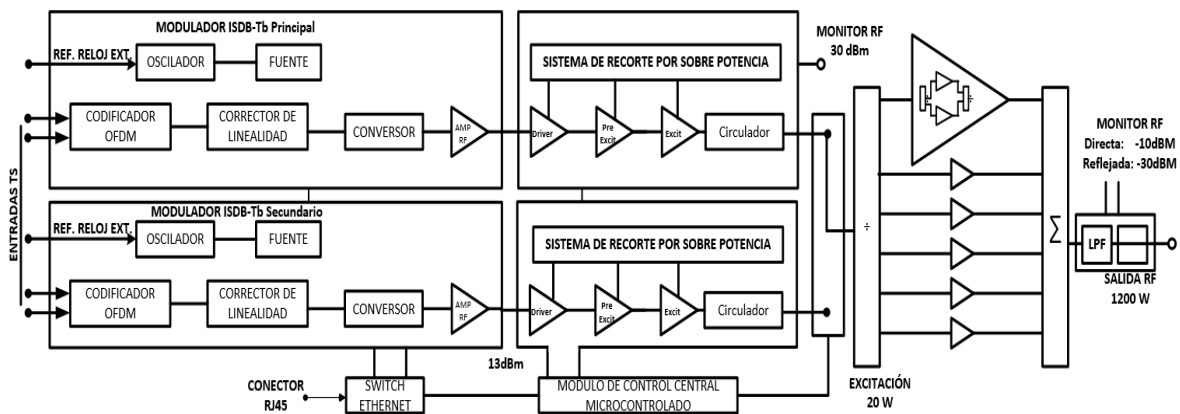 MODULADOR ISDB-Tb Principal
REF. RELOJ EXT.
OSCILADOR
FUENTE
CODIFICADOR
OFDM
CORRECTOR DE
LINEALIDAD
CONVERSOR
AMP
RF
SISTEMA DE RECORTE POR SOBRE POTENCIA
Driver
Pre
Excit
Excit
Circulador
MONITOR RF
30 dBm
ENTRADAS TS
MODULADOR ISDB-Tb Secundario
REF. RELOJ EXT.
OSCILADOR
FUENTE
CODIFICADOR
OFDM
CORRECTOR DE
LINEALIDAD
CONVERSOR
AMP
RF
SISTEMA DE RECORTE POR SOBRE POTENCIA
Driver
Pre
Excit
Excit
Circulador
÷
÷
Σ
MONITOR RF
Directa: -10dBM
Reflejada: -30dBM
LPF
SALIDA RF
1200 W
13dBm
CONECTOR
RJ45
SWITCH
ETHERNET
MODULO DE CONTROL CENTRAL
MICROCONTROLADO
EXCITACIÓN
20 W